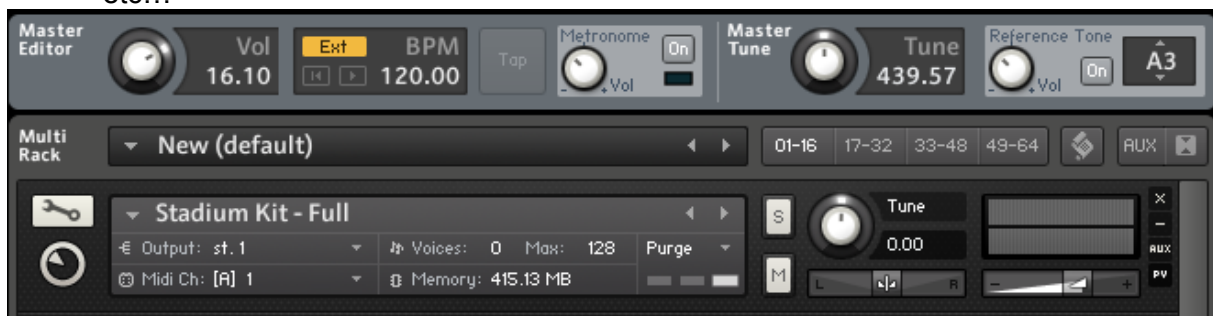 Master Editor
Vol
16.10
Ext
BPM
120.00
Tap
Metronome
On
- + Vol
Master Tune
Tune
439.57
Reference Tone
- + Vol
On
A3
Multi Rack
New (default)
01-16 17-32 33-48 49-64
AUX
Stadium Kit - Full
Output: st. 1
Voices: 0 Max: 128
Purge
Midi Ch: [A] 1
Memory: 415.13 MB
S
M
Tune
0.00
L R
- +
×
-
AUX
PV